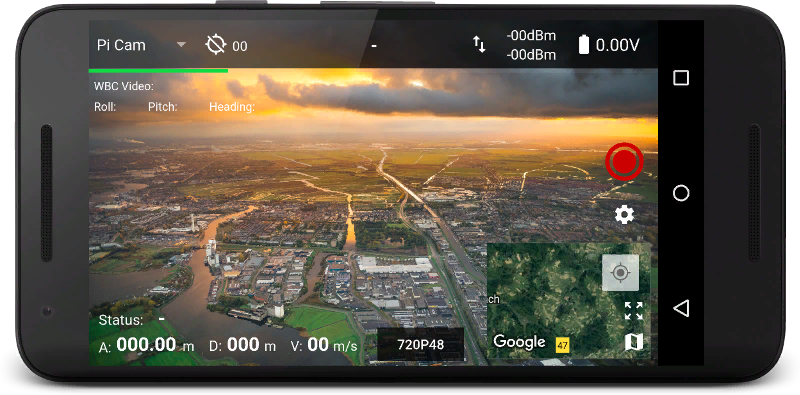 Pi Cam
00
-
-00dBm
-00dBm
0.00V
WBC Video:
Roll: Pitch: Heading:
ch
Status: -
A: 000.00 m D: 000 m V: 00 m/s
720P48
Google
47